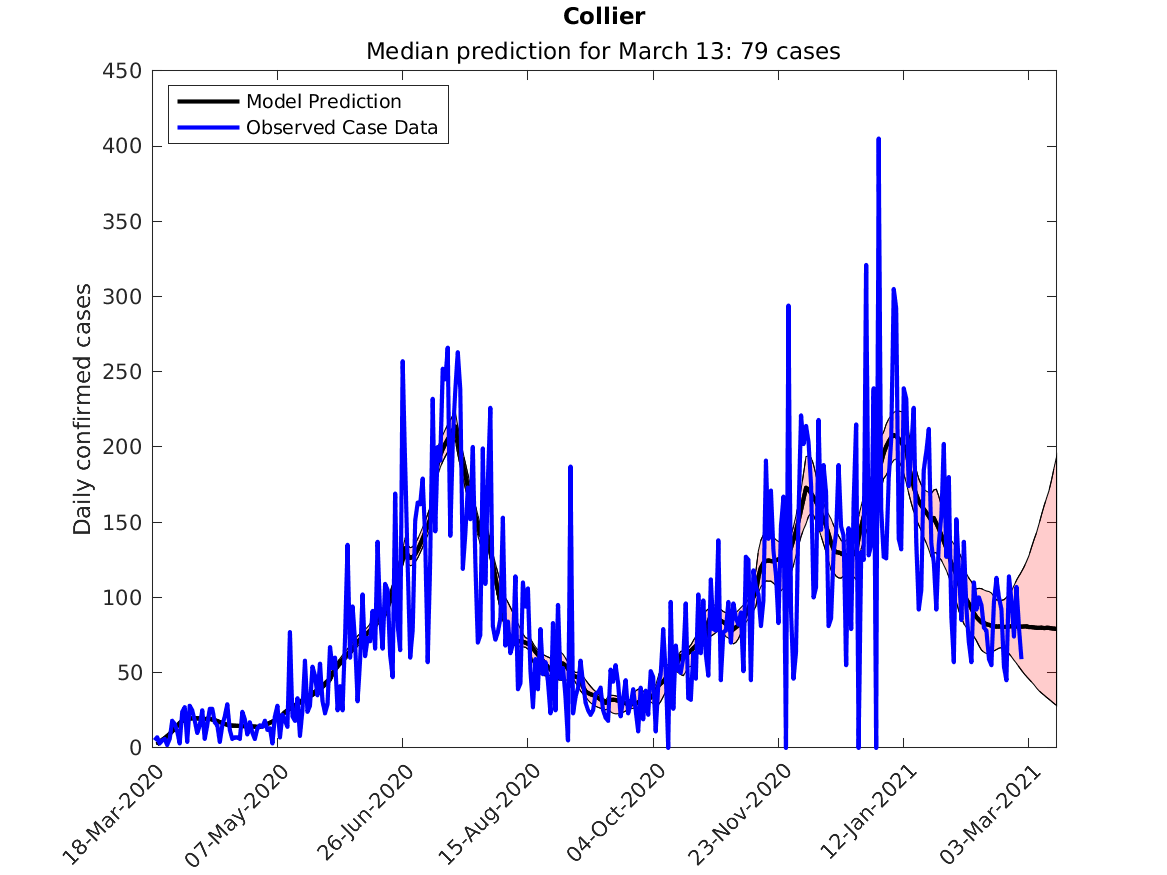 Collier
Median prediction for March 13: 79 cases
450
400
350
300
250
200
150
100
50
0
Daily confirmed cases
Model Prediction
Observed Case Data
18-Mar-2020
07-May-2020
26-Jun-2020
15-Aug-2020
04-Oct-2020
23-Nov-2020
12-Jan-2021
03-Mar-2021